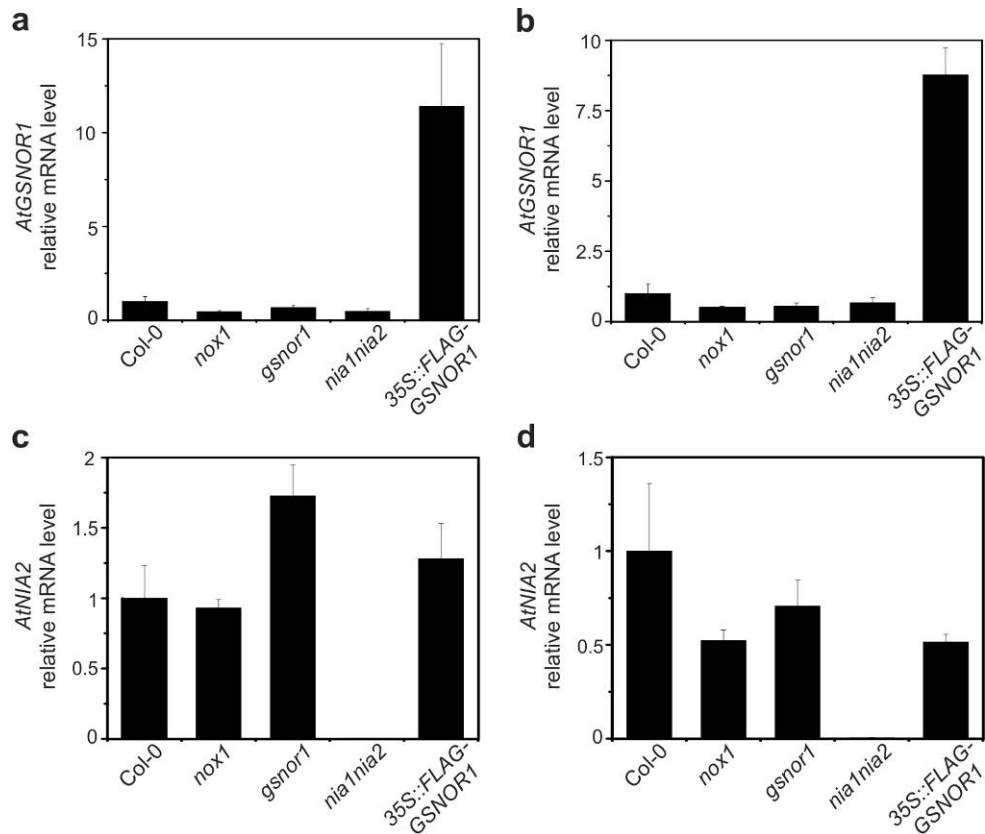 a
AtGSNOR1
relative mRNA level
15
10
5
0
Col-0
nox1
gsnor1
nia1nia2
35S::FLAG-
GSNOR1
b
AtGSNOR1
relative mRNA level
10
7.5
5
2.5
0
Col-0
nox1
gsnor1
nia1nia2
35S::FLAG-
GSNOR1
c
AtNIA2
relative mRNA level
2
1.5
1
0.5
0
Col-0
nox1
gsnor1
nia1nia2
35S::FLAG-
GSNOR1
d
AtNIA2
relative mRNA level
1.5
1
0.5
0
Col-0
nox1
gsnor1
nia1nia2
35S::FLAG-
GSNOR1